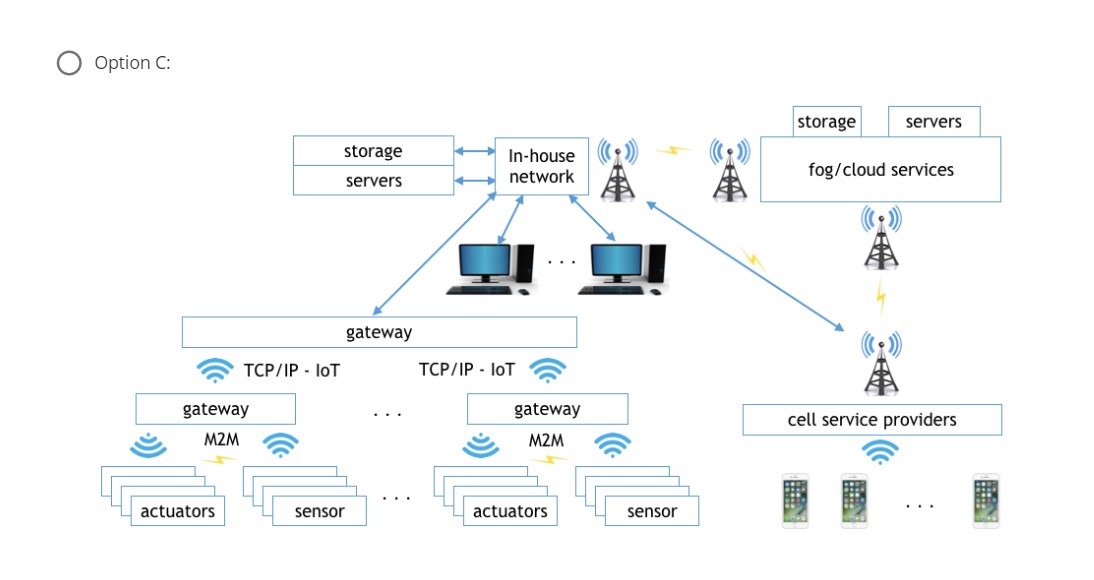 Option C:
storage
servers
storage
servers
In-house
network
fog/cloud services
. . .
gateway
TCP/IP - IoT
TCP/IP - IoT
gateway
. . .
gateway
cell service providers
M2M
M2M
actuators
sensor
. . .
actuators
sensor
. . .